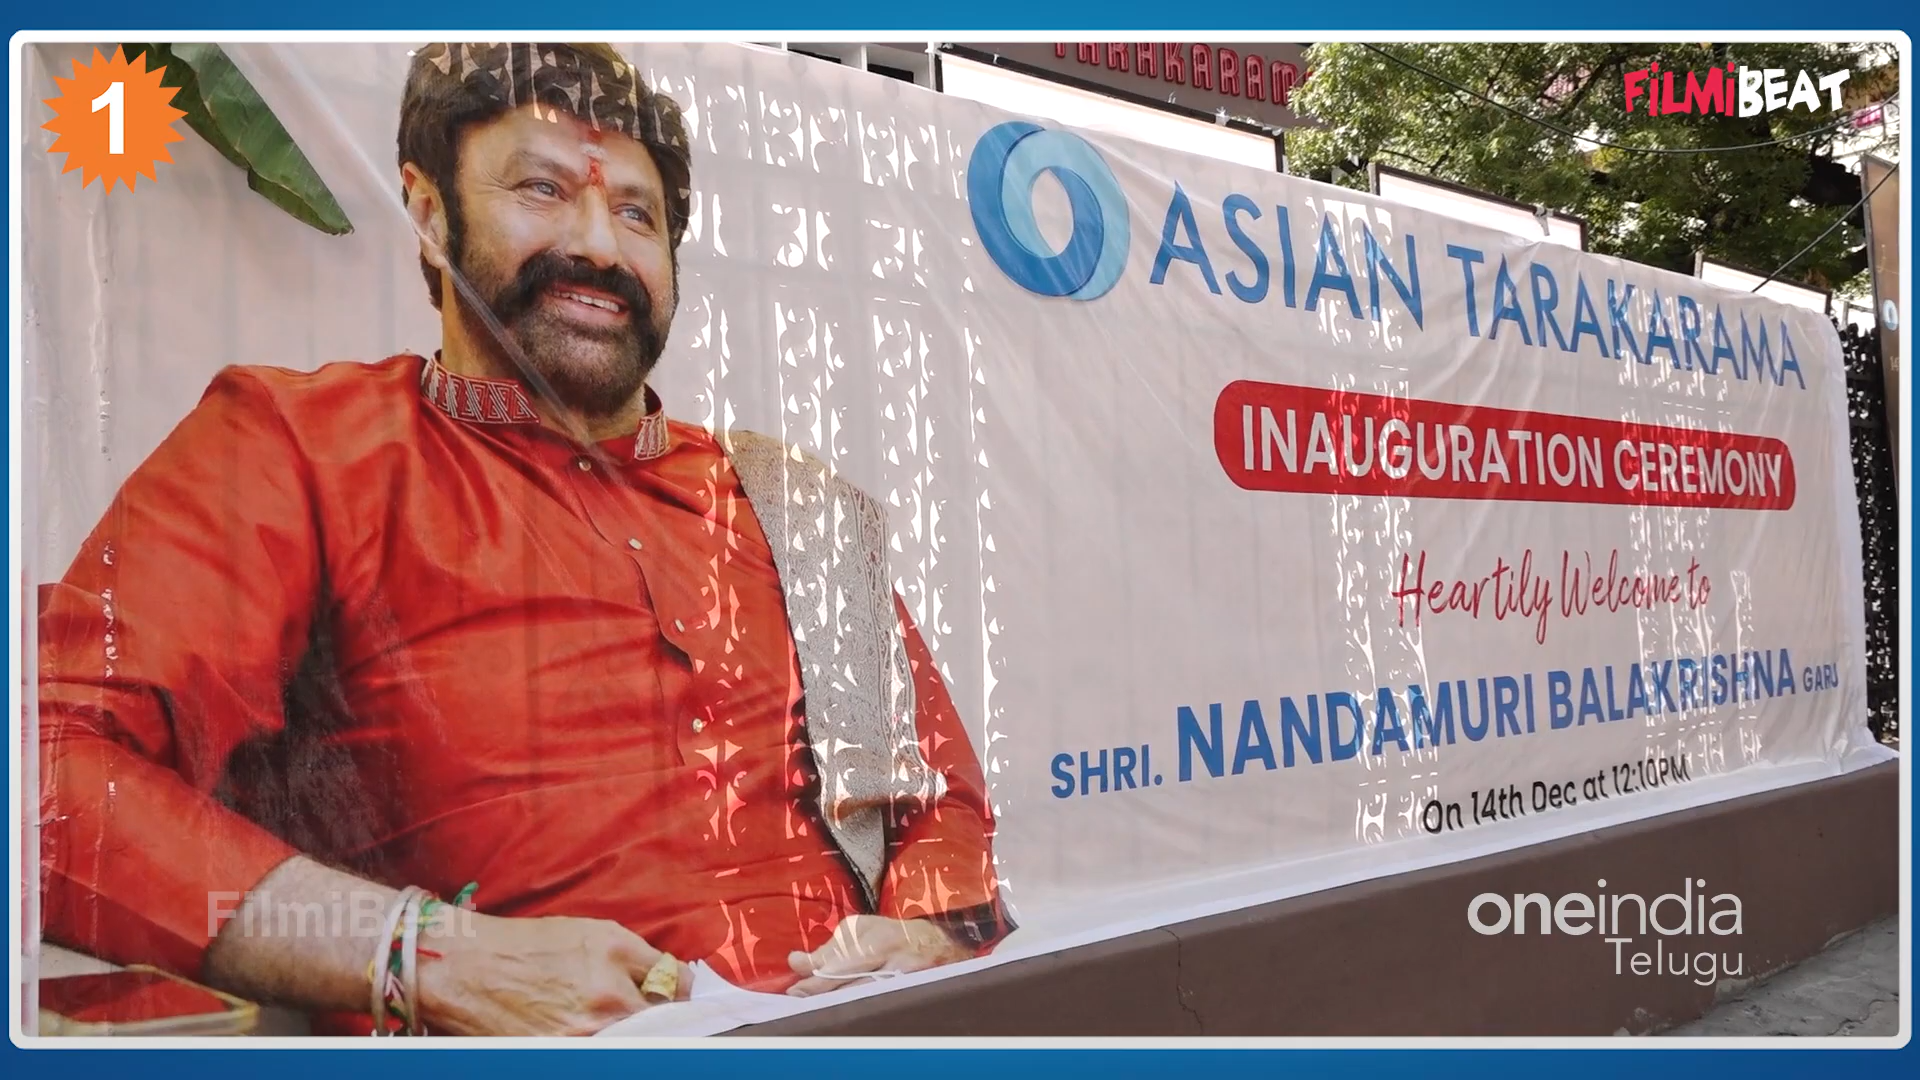 1
TARAKARAMA
FiLMiBEAT
ASIAN TARAKARAMA
INAUGURATION CEREMONY
Heartily Welcome to
SHRI. NANDAMURI BALAKRISHNA GARU
On 14th Dec at 12:10PM
FilmiBeat
oneindia
Telugu